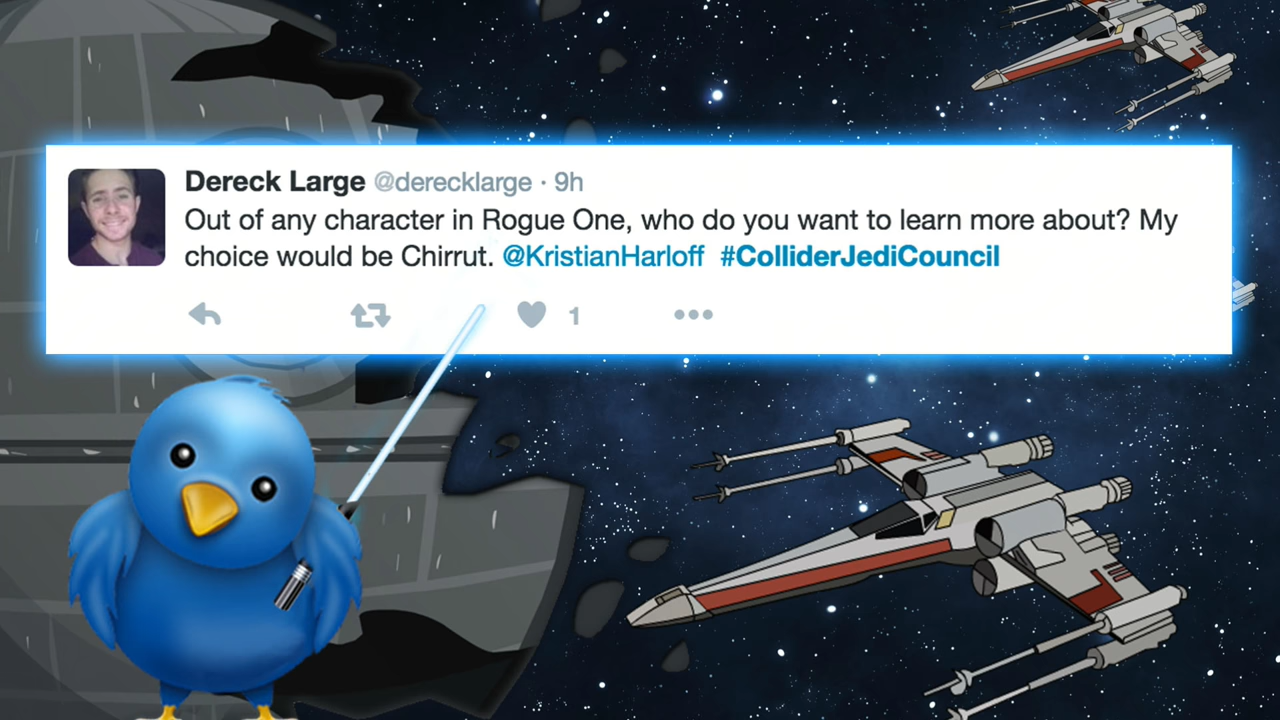 Dereck Large @derecklarge · 9h
Out of any character in Rogue One, who do you want to learn more about? My
choice would be Chirrut. @KristianHarloff #ColliderJediCouncil
1